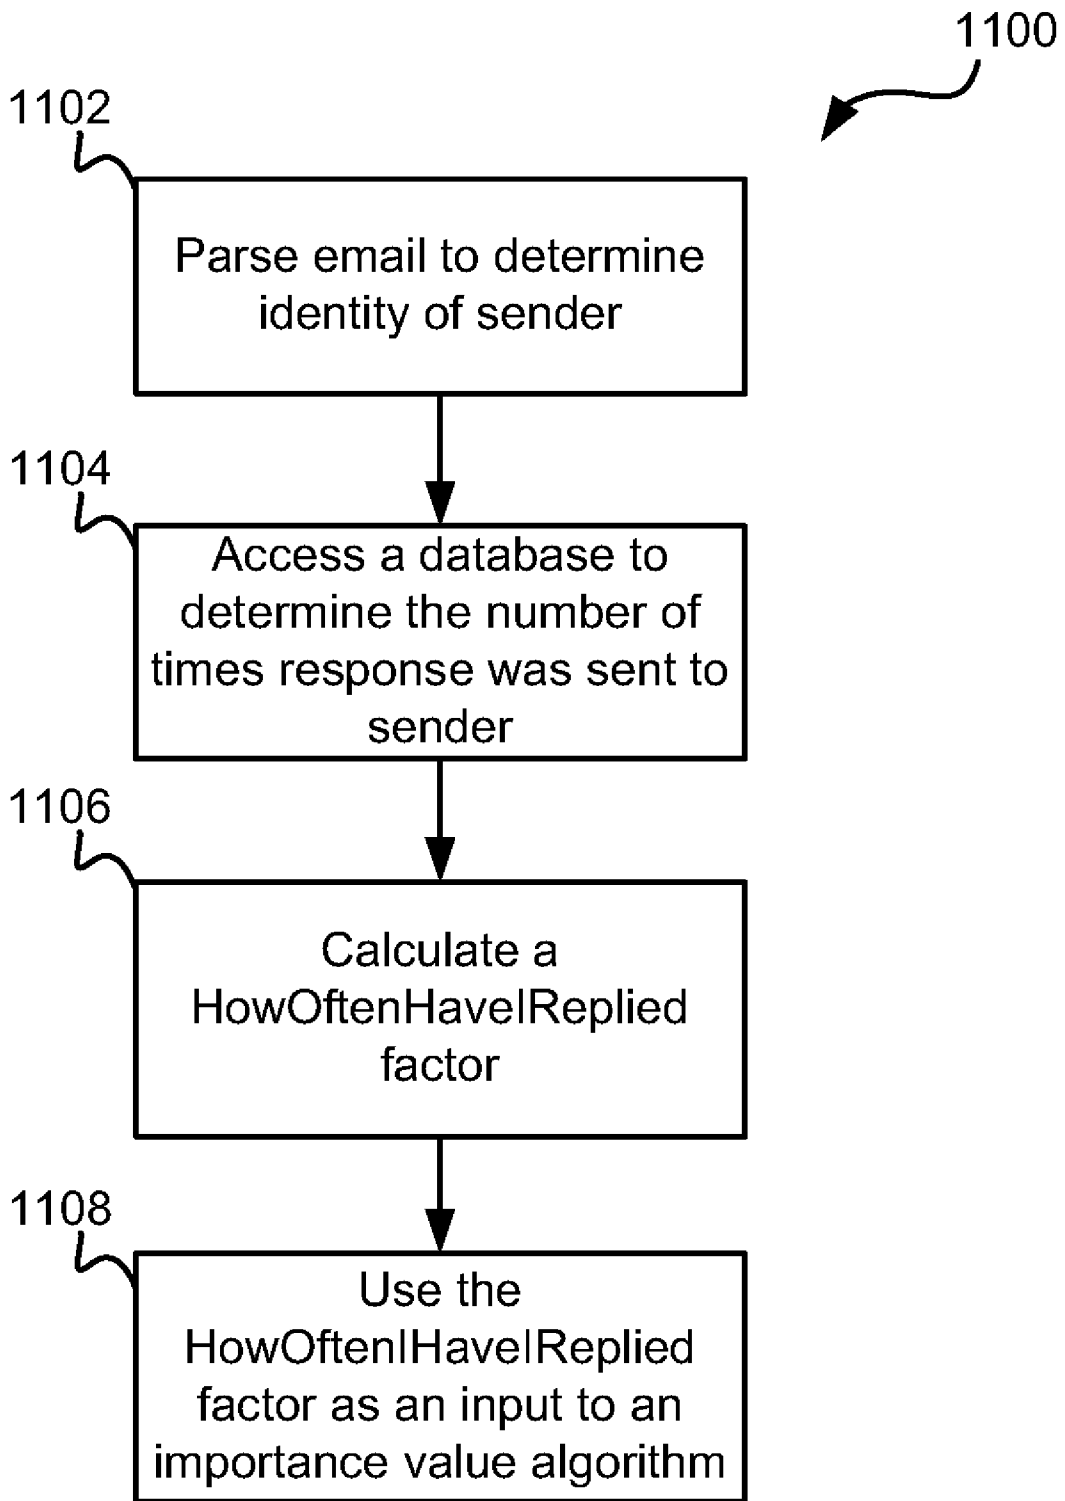 1100
1102
Parse email to determine
identity of sender
1104
Access a database to
determine the number of
times response was sent to
sender
1106
Calculate a
HowOftenHaveIReplied
factor
1108
Use the
HowOftenIHaveIReplied
factor as an input to an
importance value algorithm